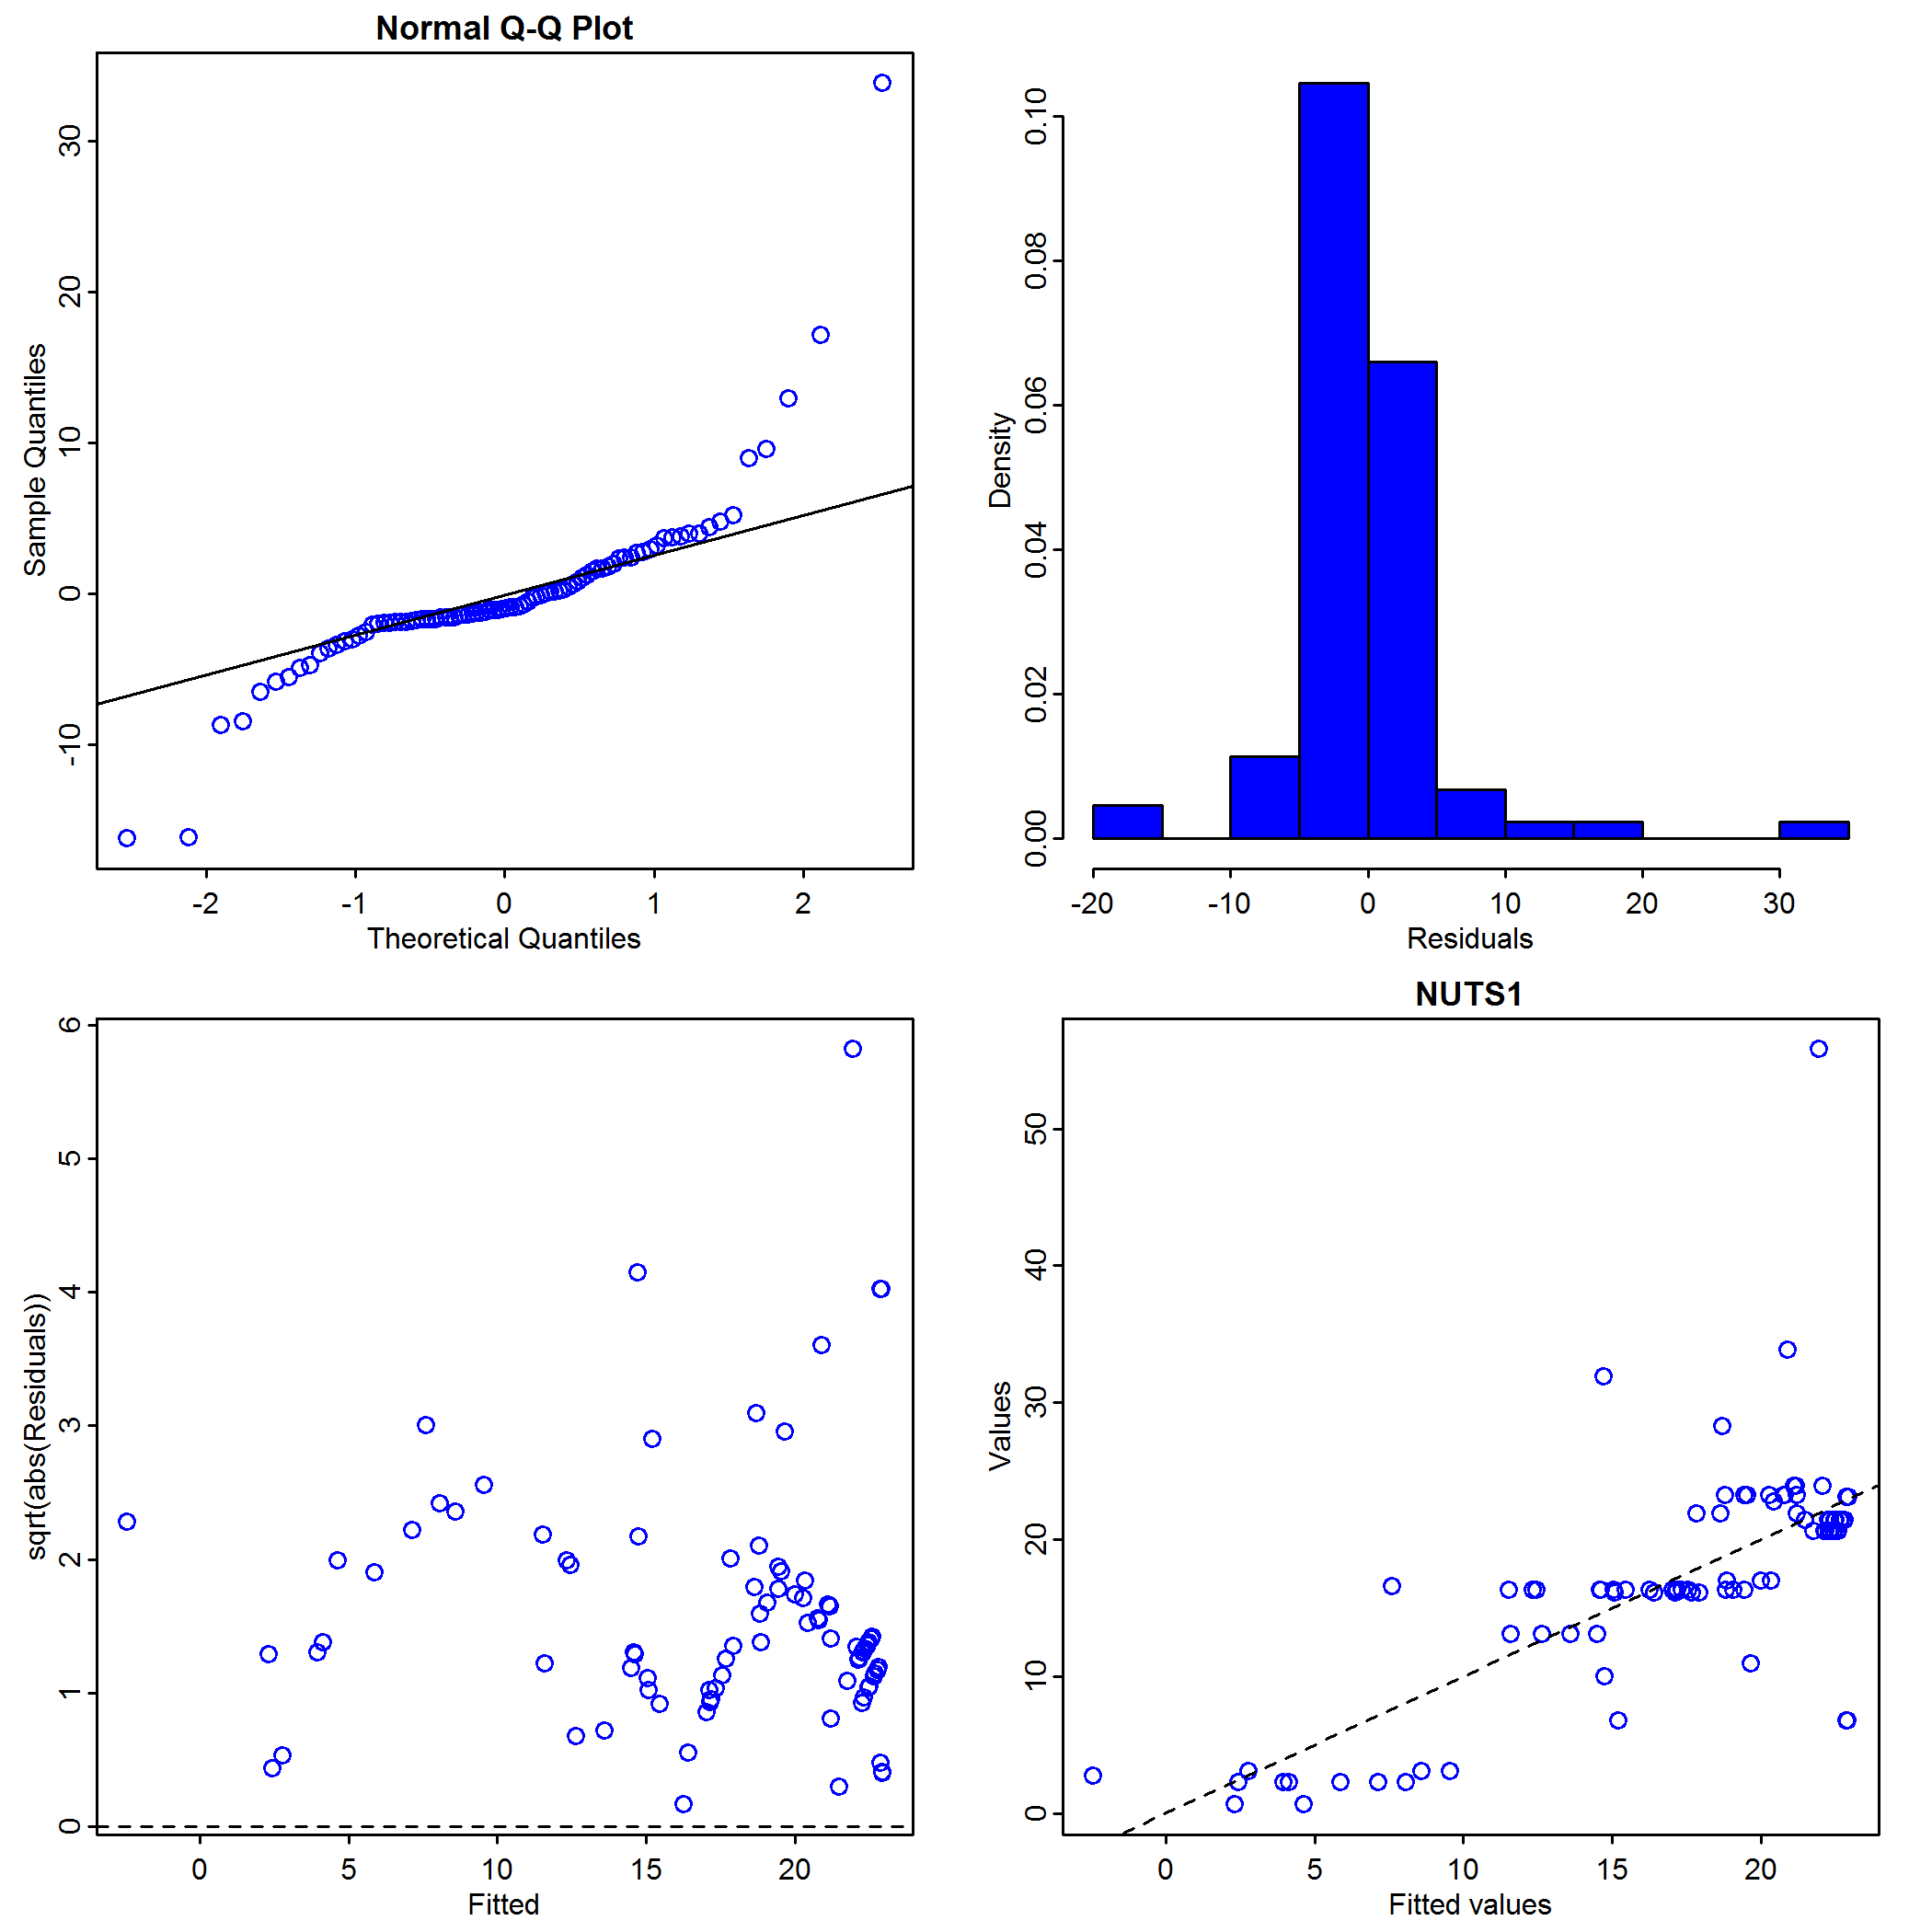 Normal Q-Q Plot
Sample Quantiles
-10 0 10 20 30
-2 -1 0 1 2
Theoretical Quantiles
Density
0.00 0.02 0.04 0.06 0.08 0.10
-20 -10 0 10 20 30
Residuals
sqrt(abs(Residuals))
0 1 2 3 4 5 6
0 5 10 15 20
Fitted
NUTS1
Values
0 10 20 30 40 50
0 5 10 15 20
Fitted values